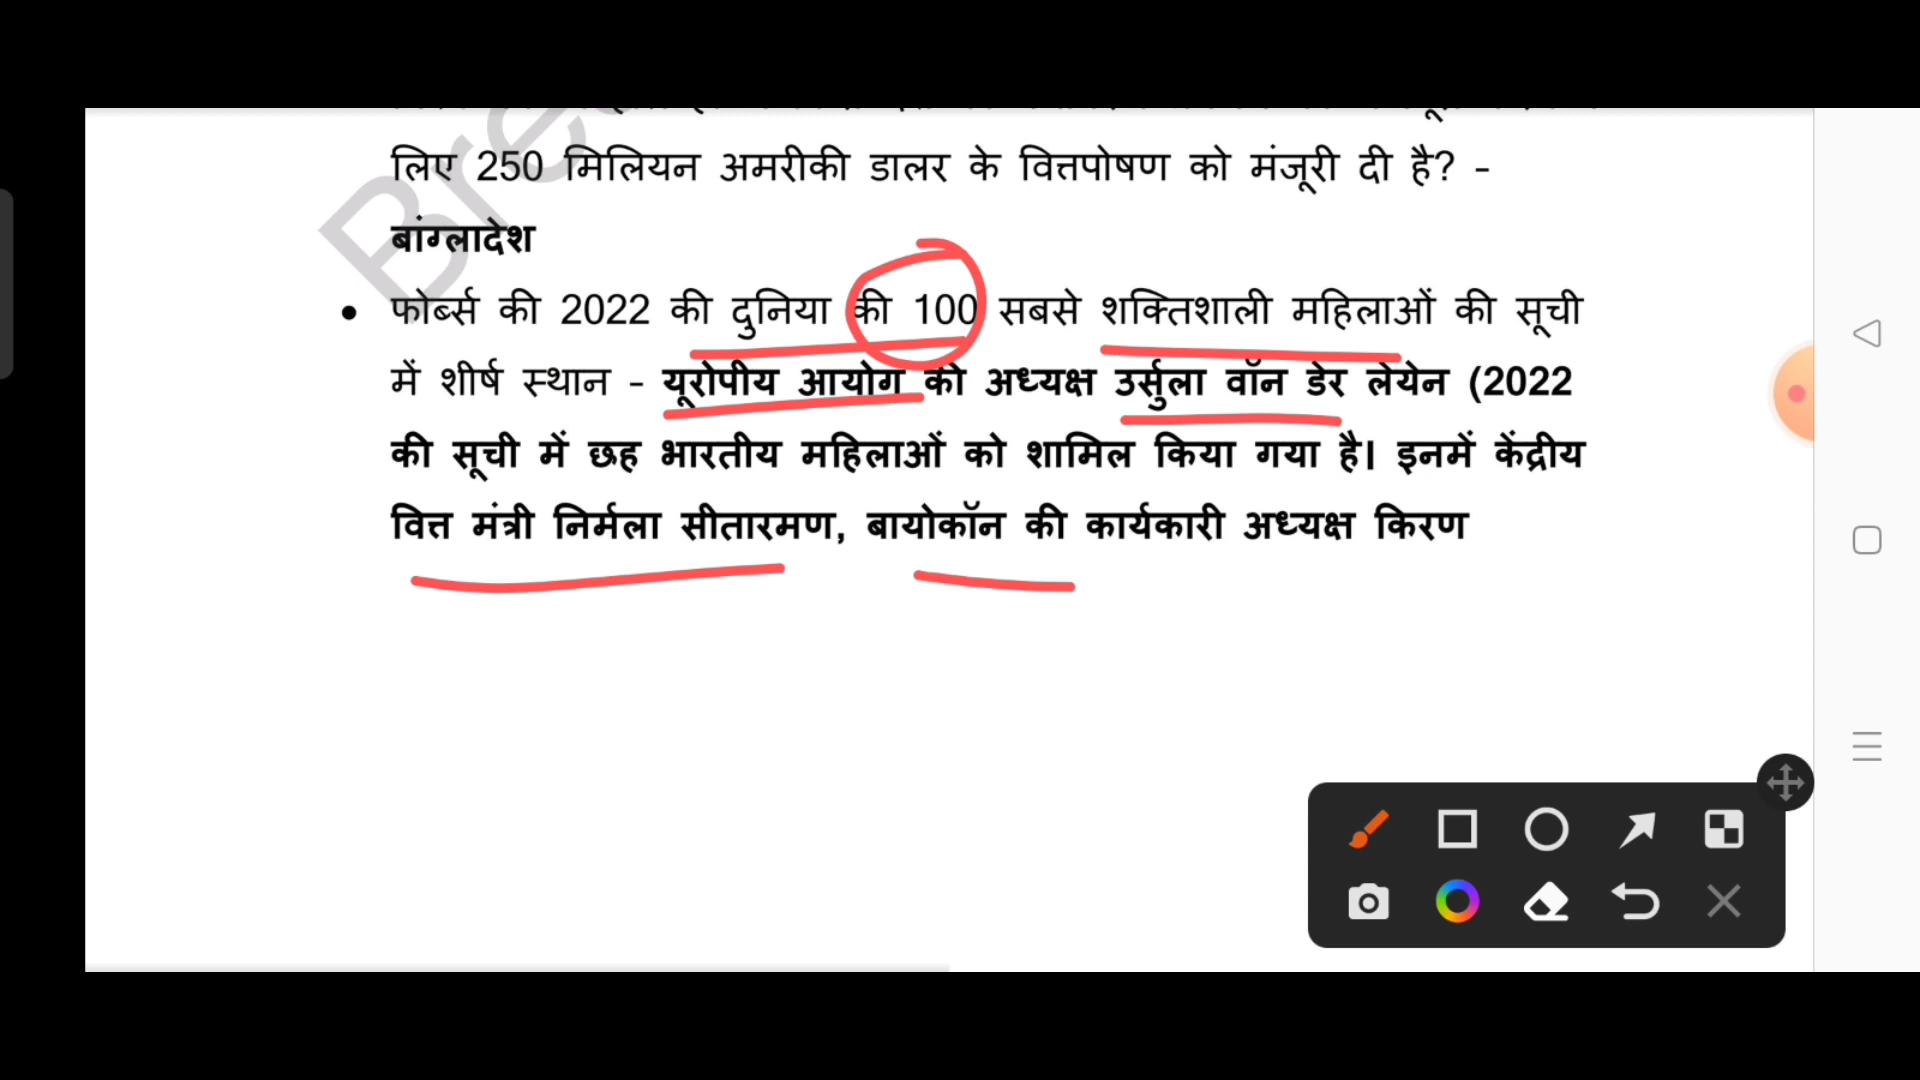 लिए 250 मिलियन अमरीकी डालर के वित्तपोषण को मंजूरी दी है? -
बांग्लादेश
• फोर्ब्स की 2022 की दुनिया की 100 सबसे शक्तिशाली महिलाओं की सूची
में शीर्ष स्थान - यूरोपीय आयोग की अध्यक्ष उर्सुला वॉन डेर लेयेन (2022
की सूची में छह भारतीय महिलाओं को शामिल किया गया है। इनमें केंद्रीय
वित्त मंत्री निर्मला सीतारमण, बायोकॉन की कार्यकारी अध्यक्ष किरण